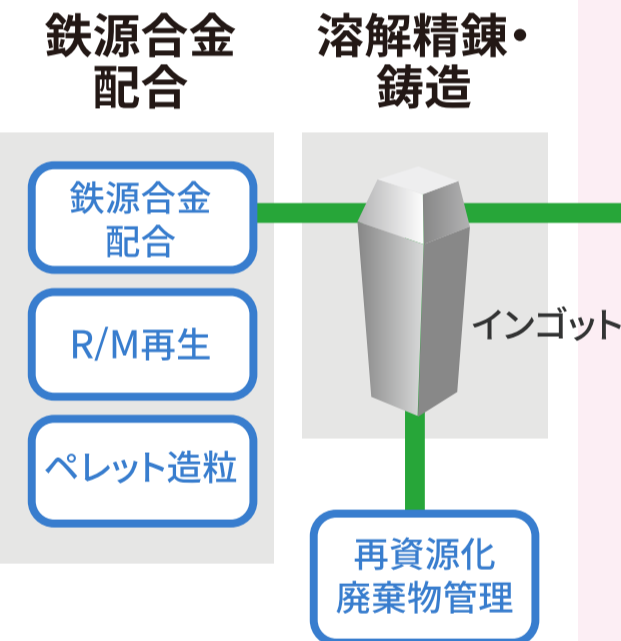 鉄源合金
配合
溶解精錬・
鋳造
鉄源合金
配合
R/M再生
ペレット造粒
インゴット
再資源化
廃棄物管理